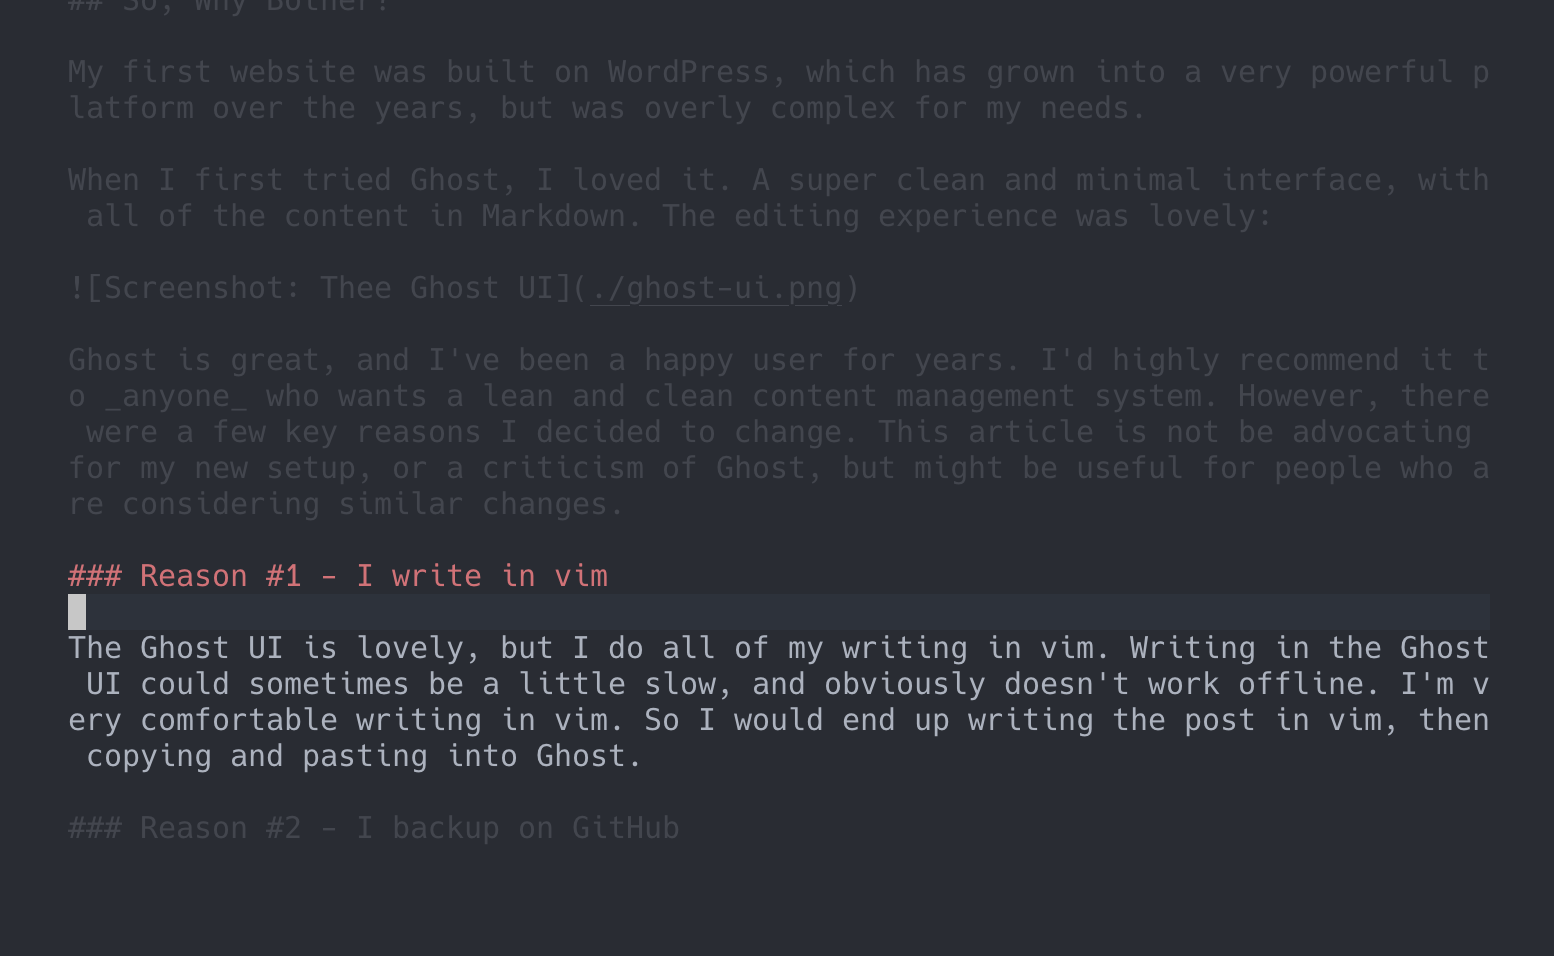 ## So, Why Bother?
My first website was built on WordPress, which has grown into a very powerful p
latform over the years, but was overly complex for my needs.
When I first tried Ghost, I loved it. A super clean and minimal interface, with
all of the content in Markdown. The editing experience was lovely:
![Screenshot: Thee Ghost UI](./ghost-ui.png)
Ghost is great, and I've been a happy user for years. I'd highly recommend it t
o _anyone_ who wants a lean and clean content management system. However, there
were a few key reasons I decided to change. This article is not be advocating
for my new setup, or a criticism of Ghost, but might be useful for people who a
re considering similar changes.
### Reason #1 - I write in vim
The Ghost UI is lovely, but I do all of my writing in vim. Writing in the Ghost
UI could sometimes be a little slow, and obviously doesn't work offline. I'm v
ery comfortable writing in vim. So I would end up writing the post in vim, then
copying and pasting into Ghost.
### Reason #2 - I backup on GitHub